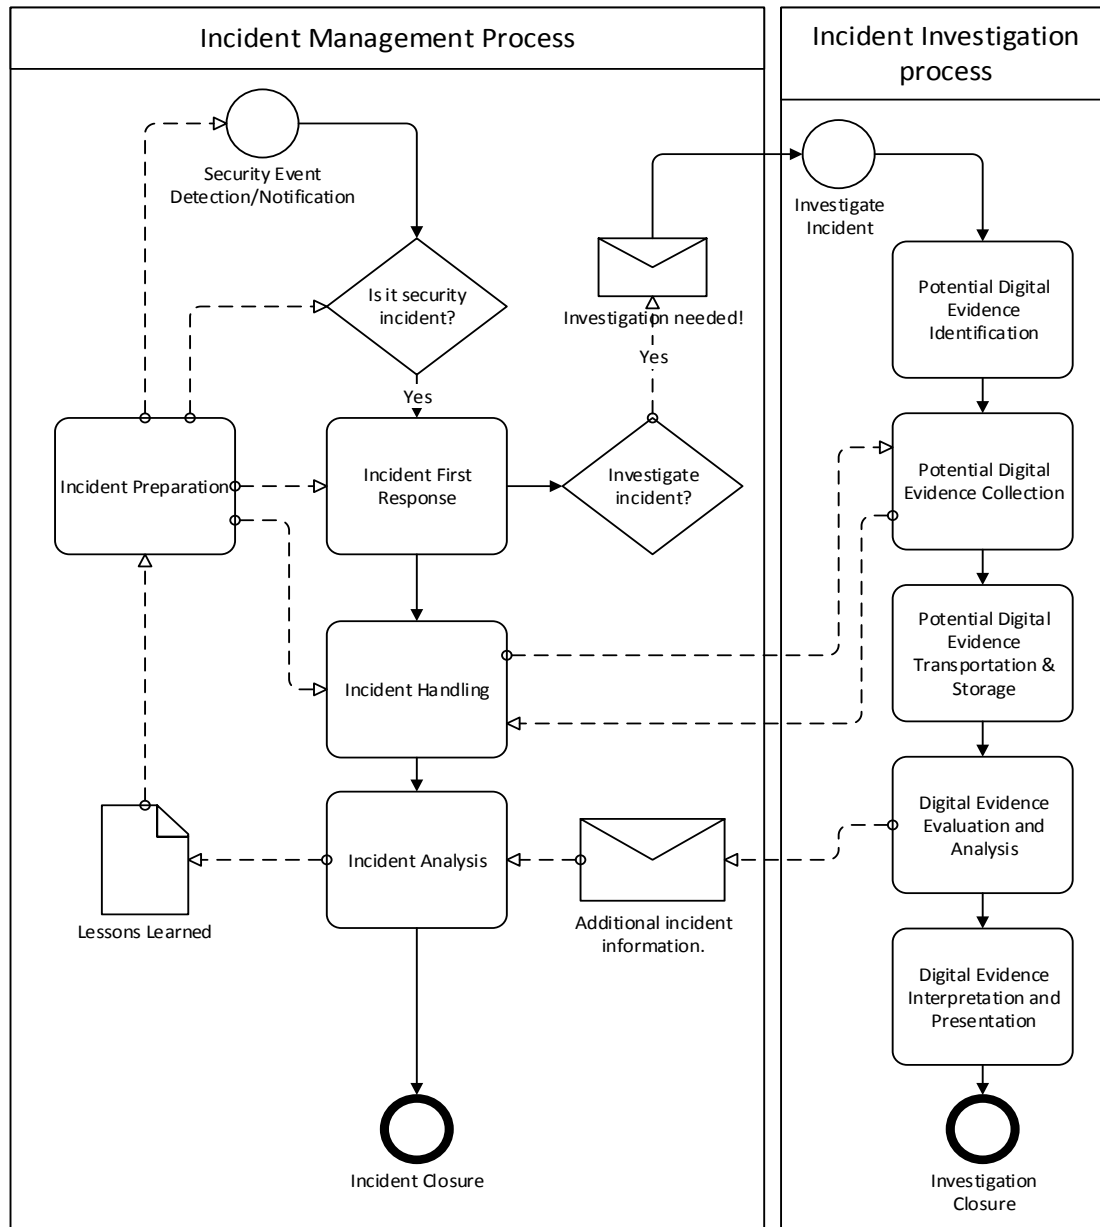 Incident Management Process
Incident Investigation
process
Security Event
Detection/Notification
Is it security
incident?
Yes
Investigation needed!
Yes
Investigate
Incident
Potential Digital
Evidence
Identification
Incident Preparation
Incident First
Response
Investigate
incident?
Potential Digital
Evidence Collection
Incident Handling
Potential Digital
Evidence
Transportation &
Storage
Incident Analysis
Lessons Learned
Additional incident
information.
Digital Evidence
Evaluation and
Analysis
Digital Evidence
Interpretation and
Presentation
Incident Closure
Investigation
Closure